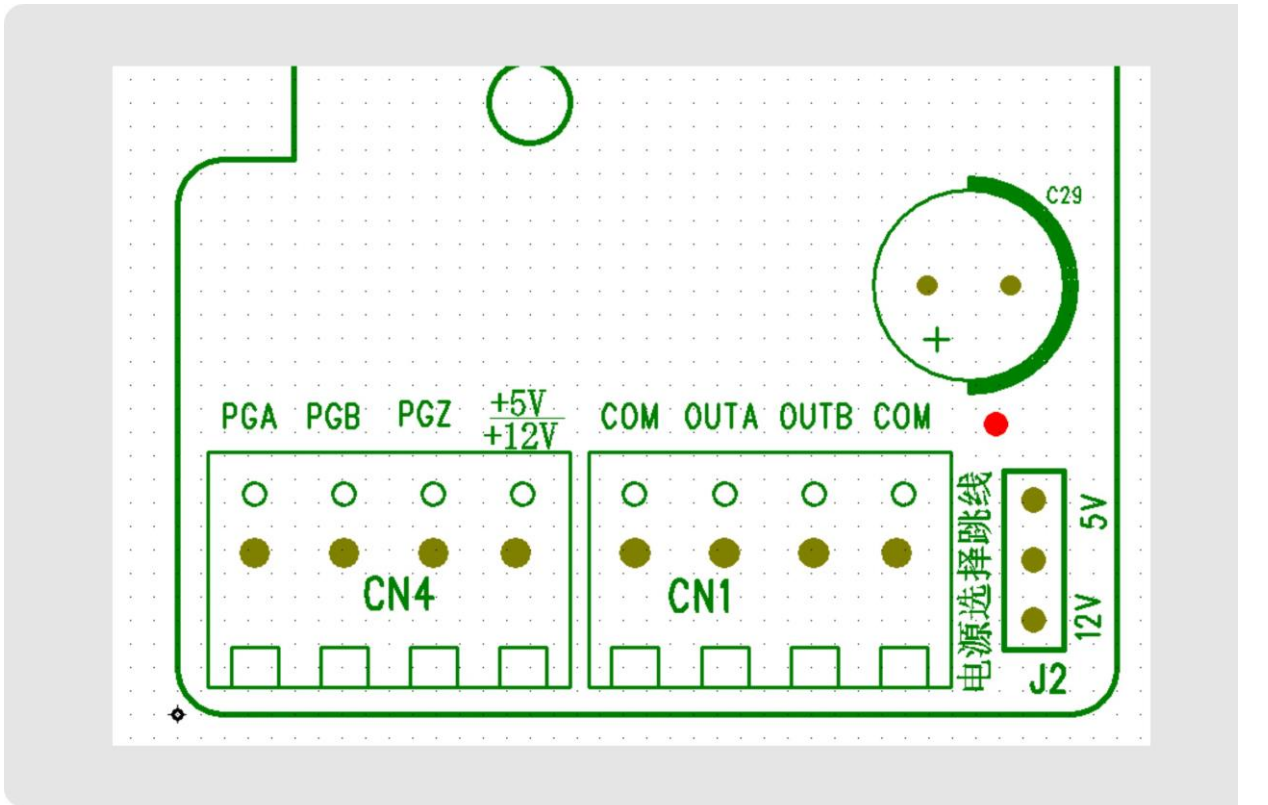 C29
+
PGA PGB PGZ +5V
+12V
COM OUTA OUTB COM
CN4
CN1
电源选择跳线
5V
12V
J2